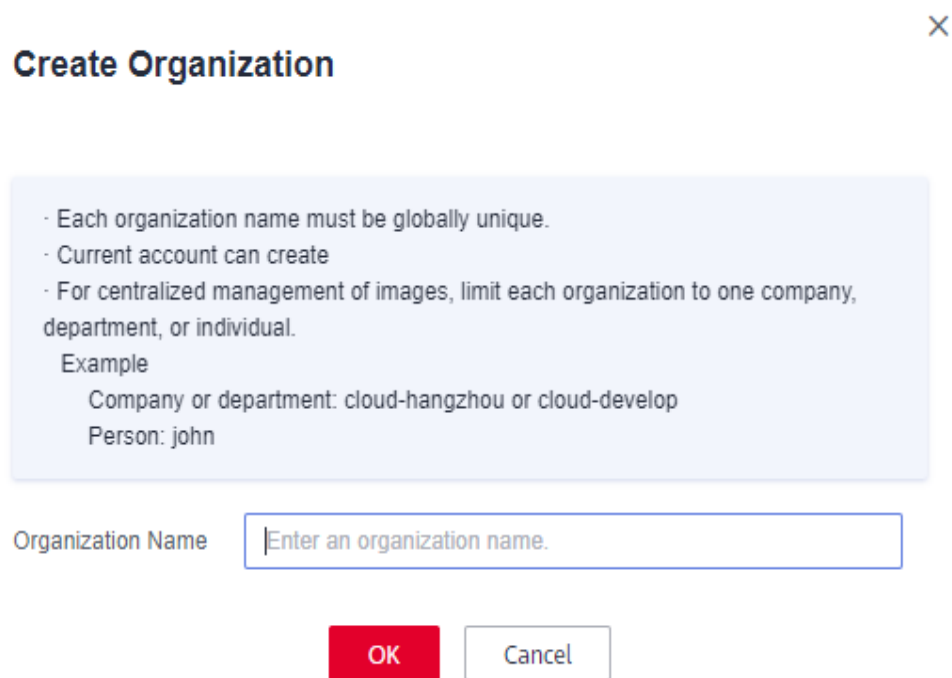 Create Organization
· Each organization name must be globally unique.
· Current account can create
· For centralized management of images, limit each organization to one company,
department, or individual.
Example
Company or department: cloud-hangzhou or cloud-develop
Person: john
Organization Name
Enter an organization name.
OK
Cancel